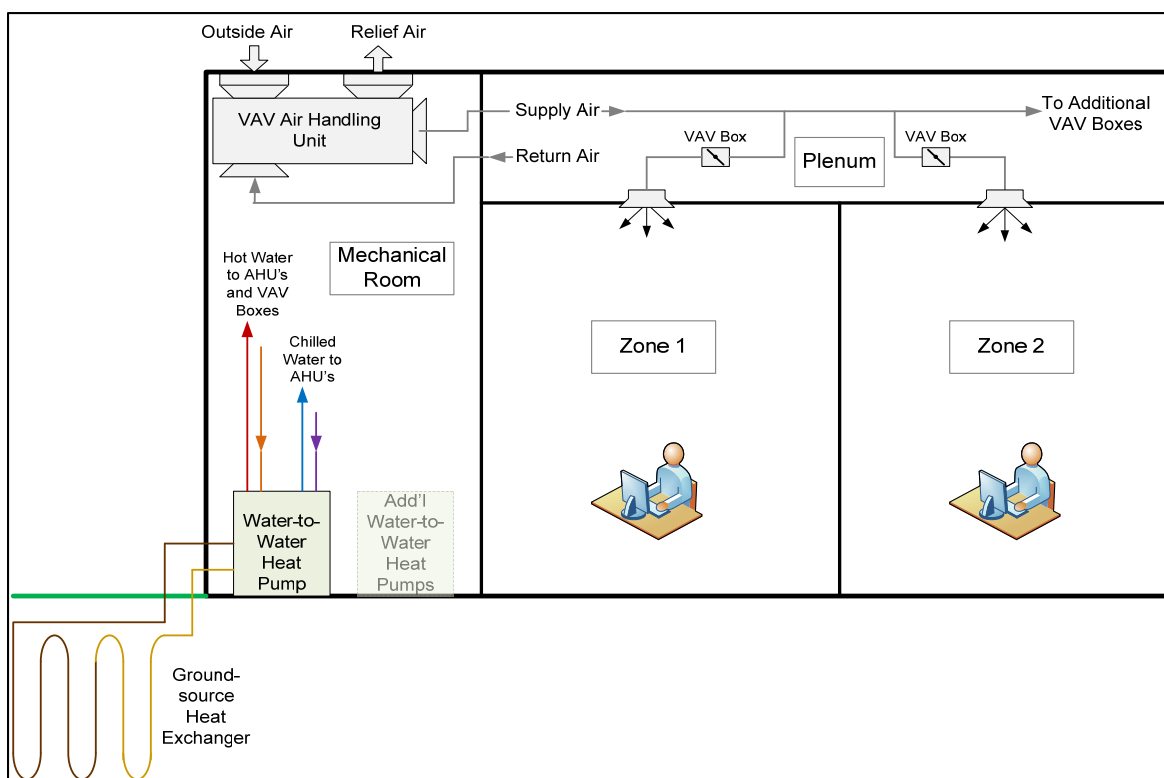 Outside Air
Relief Air
VAV Air Handling
Unit
Supply Air
Return Air
To Additional
VAV Boxes
VAV Box
VAV Box
Plenum
Mechanical
Room
Hot Water
to AHU's
and VAV
Boxes
Chilled
Water to
AHU's
Zone 1
Zone 2
Water-to-
Water
Heat
Pump
Add'l
Water-to-
Water
Heat
Pumps
Ground-
source
Heat
Exchanger